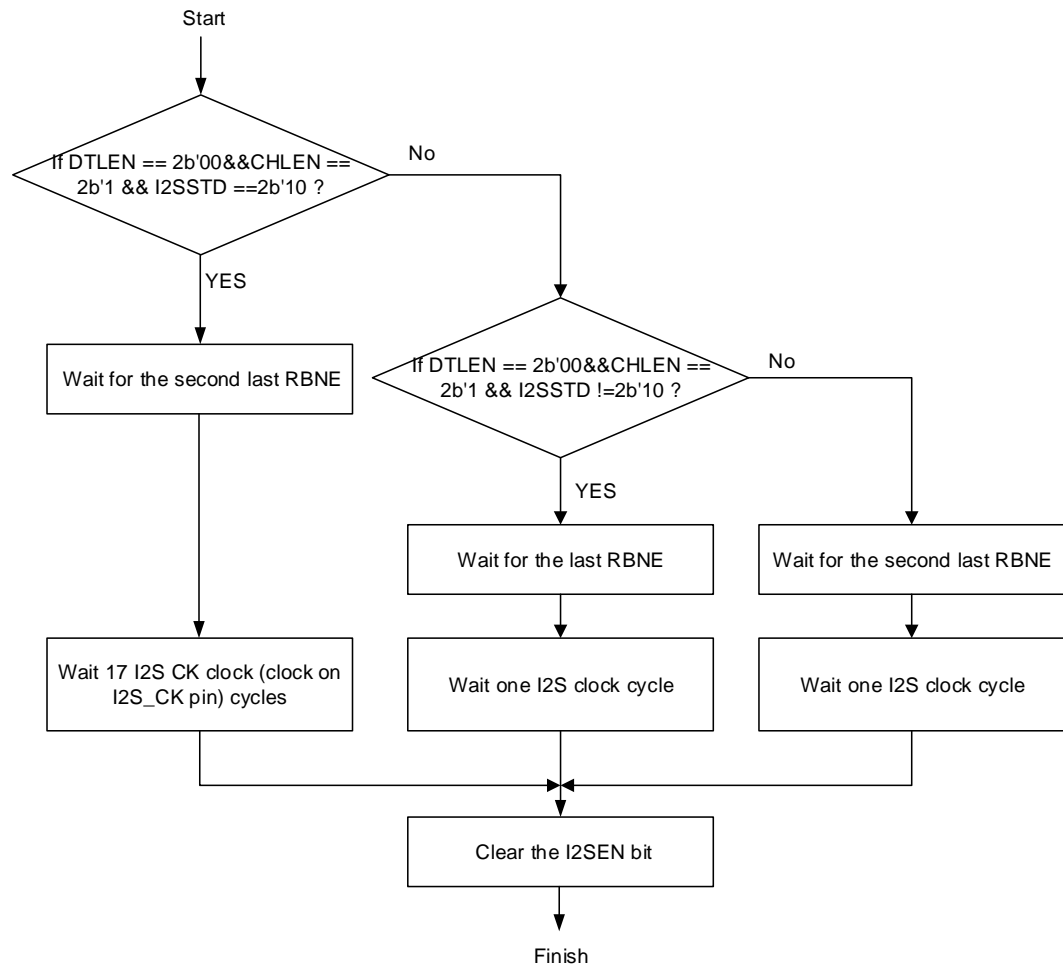 Start
If DTLEN == 2b'00&&CHLEN ==
2b'1 && I2SSTD ==2b'10 ?
No
YES
Wait for the second last RBNE
If DTLEN == 2b'00&&CHLEN ==
2b'1 && I2SSTD !=2b'10 ?
No
YES
Wait for the last RBNE
Wait for the second last RBNE
Wait 17 I2S CK clock (clock on
I2S_CK pin) cycles
Wait one I2S clock cycle
Wait one I2S clock cycle
Clear the I2SEN bit
Finish